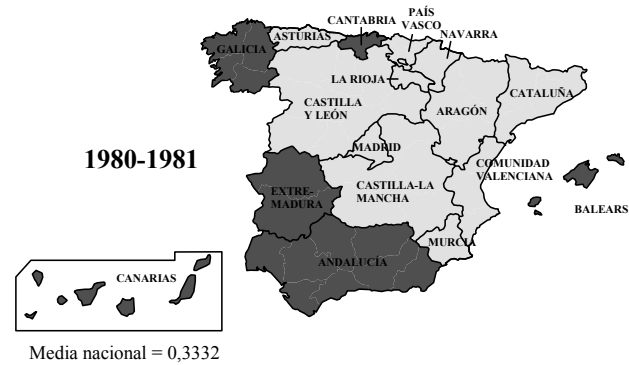 CANTABRIA
PAÍS
VASCO
ASTURIAS
NAVARRA
GALICIA
LA RIOJA
CATALUÑA
CASTILLA
Y LEÓN
ARAGÓN
MADRID
1980-1981
COMUNIDAD
VALENCIANA
CASTILLA-LA
MANCHA
EXTRE-
MADURA
BALEARS
MURCIA
ANDALUCÍA
CANARIAS
Media nacional = 0,3332